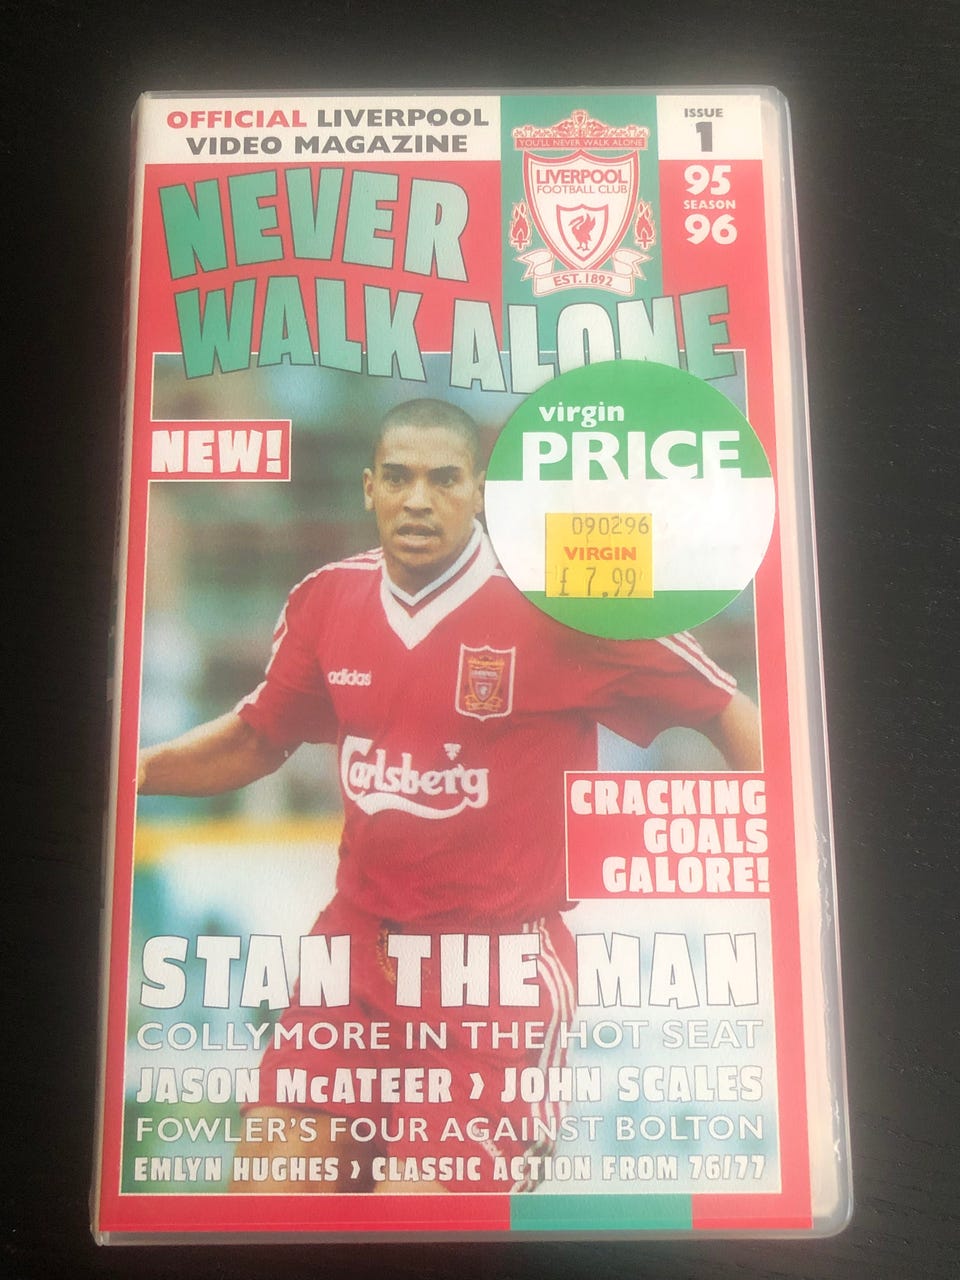 OFFICIAL LIVERPOOL
VIDEO MAGAZINE
YOU'LL NEVER WALK ALONE
LIVERPOOL
FOOTBALL CLUB
EST. 1892
ISSUE
1
95
SEASON
96
NEVER
WALK ALONE
NEW!
virgin
PRICE
090296
VIRGIN
£ 7.99
adidas
LIVERPOOL
Carlsberg
CRACKING
GOALS
GALORE!
STAN THE MAN
COLLYMORE IN THE HOT SEAT
JASON McATEER > JOHN SCALES
FOWLER'S FOUR AGAINST BOLTON
EMLYN HUGHES > CLASSIC ACTION FROM 76/77